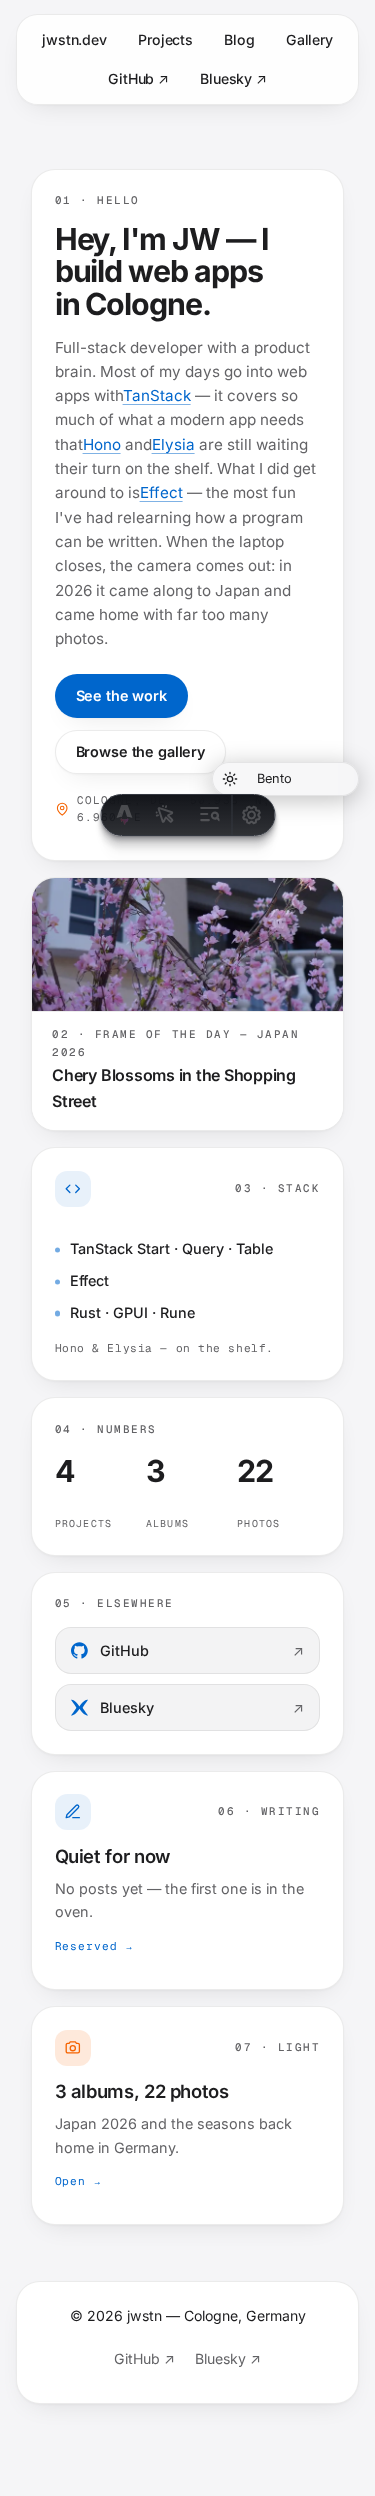 jwstn.dev Projects Blog Gallery
GitHub ↗ Bluesky ↗
01 · HELLO
Hey, I'm JW — I
build web apps
in Cologne.
Full-stack developer with a product
brain. Most of my days go into web
apps withTanStack — it covers so
much of what a modern app needs
thatHono andElysia are still waiting
their turn on the shelf. What I did get
around to isEffect — the most fun
I've had relearning how a program
can be written. When the laptop
closes, the camera comes out: in
2026 it came along to Japan and
came home with far too many
photos.
See the work
Browse the gallery
Bento
02 · FRAME OF THE DAY — JAPAN
2026
Chery Blossoms in the Shopping
Street
03 · STACK
TanStack Start · Query · Table
Effect
Rust · GPUI · Rune
Hono & Elysia — on the shelf.
04 · NUMBERS
4 3 22
PROJECTS ALBUMS PHOTOS
05 · ELSEWHERE
GitHub ↗
Bluesky ↗
06 · WRITING
Quiet for now
No posts yet — the first one is in the
oven.
Reserved →
07 · LIGHT
3 albums, 22 photos
Japan 2026 and the seasons back
home in Germany.
Open →
© 2026 jwstn — Cologne, Germany
GitHub ↗ Bluesky ↗